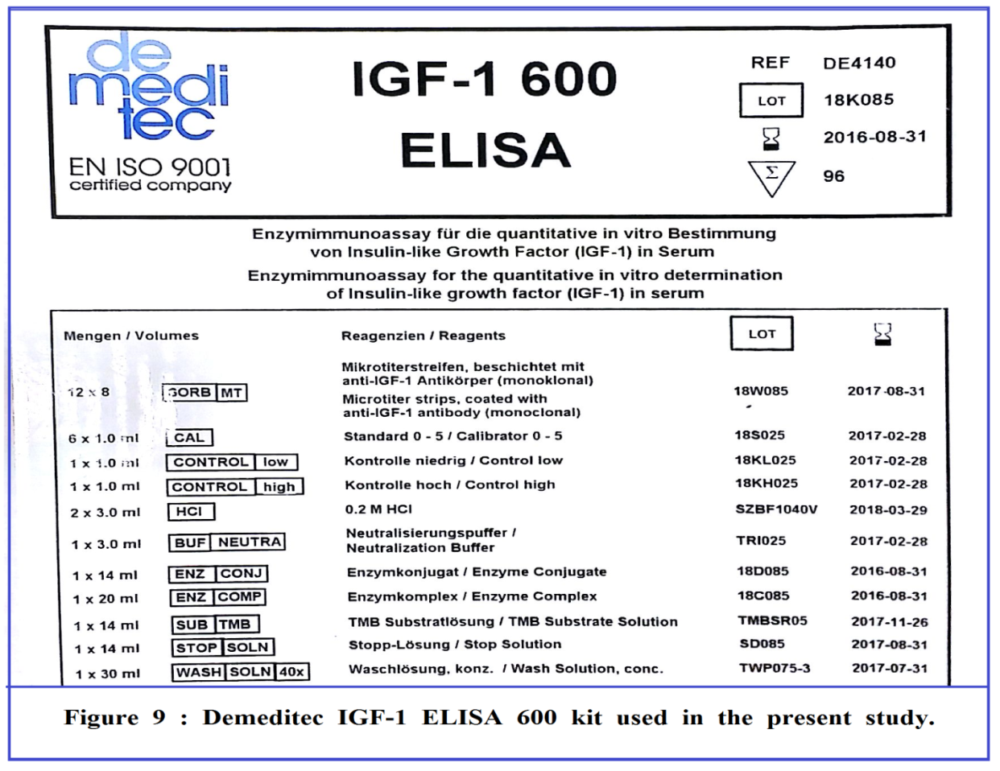 de
medi
tec
EN ISO 9001
certified company
IGF-1 600
ELISA
REF DE4140
LOT 18K085
2016-08-31
Σ 96
Enzymimmunoassay für die quantitative in vitro Bestimmung
von Insulin-like Growth Factor (IGF-1) in Serum
Enzymimmunoassay for the quantitative in vitro determination
of Insulin-like growth factor (IGF-1) in serum
Mengen / Volumes Reagenzien / Reagents LOT
Mikrotiterstreifen, beschichtet mit
anti-IGF-1 Antikörper (monoklonal)
12 x 8 SORB MT 18W085 2017-08-31
Microtiter strips, coated with
anti-IGF-1 antibody (monoclonal)
6 x 1.0 ml CAL Standard 0 - 5 / Calibrator 0 - 5 18S025 2017-02-28
1 x 1.0 ml CONTROL low Kontrolle niedrig / Control low 18KL025 2017-02-28
1 x 1.0 ml CONTROL high Kontrolle hoch / Control high 18KH025 2017-02-28
2 x 3.0 ml HCl 0.2 M HCl SZBF1040V 2018-03-29
Neutralisierungspuffer /
1 x 3.0 ml BUF NEUTRA TRI025 2017-02-28
Neutralization Buffer
1 x 14 ml ENZ CONJ Enzymkonjugat / Enzyme Conjugate 18D085 2016-08-31
1 x 20 ml ENZ COMP Enzymkomplex / Enzyme Complex 18C085 2016-08-31
1 x 14 ml SUB TMB TMB Substratlösung / TMB Substrate Solution TMBSR05 2017-11-26
1 x 14 ml STOP SOLN Stopp-Lösung / Stop Solution SD085 2017-08-31
1 x 30 ml WASH SOLN 40x Waschlösung, konz. / Wash Solution, conc. TWP075-3 2017-07-31
Figure 9 : Demeditec IGF-1 ELISA 600 kit used in the present study.